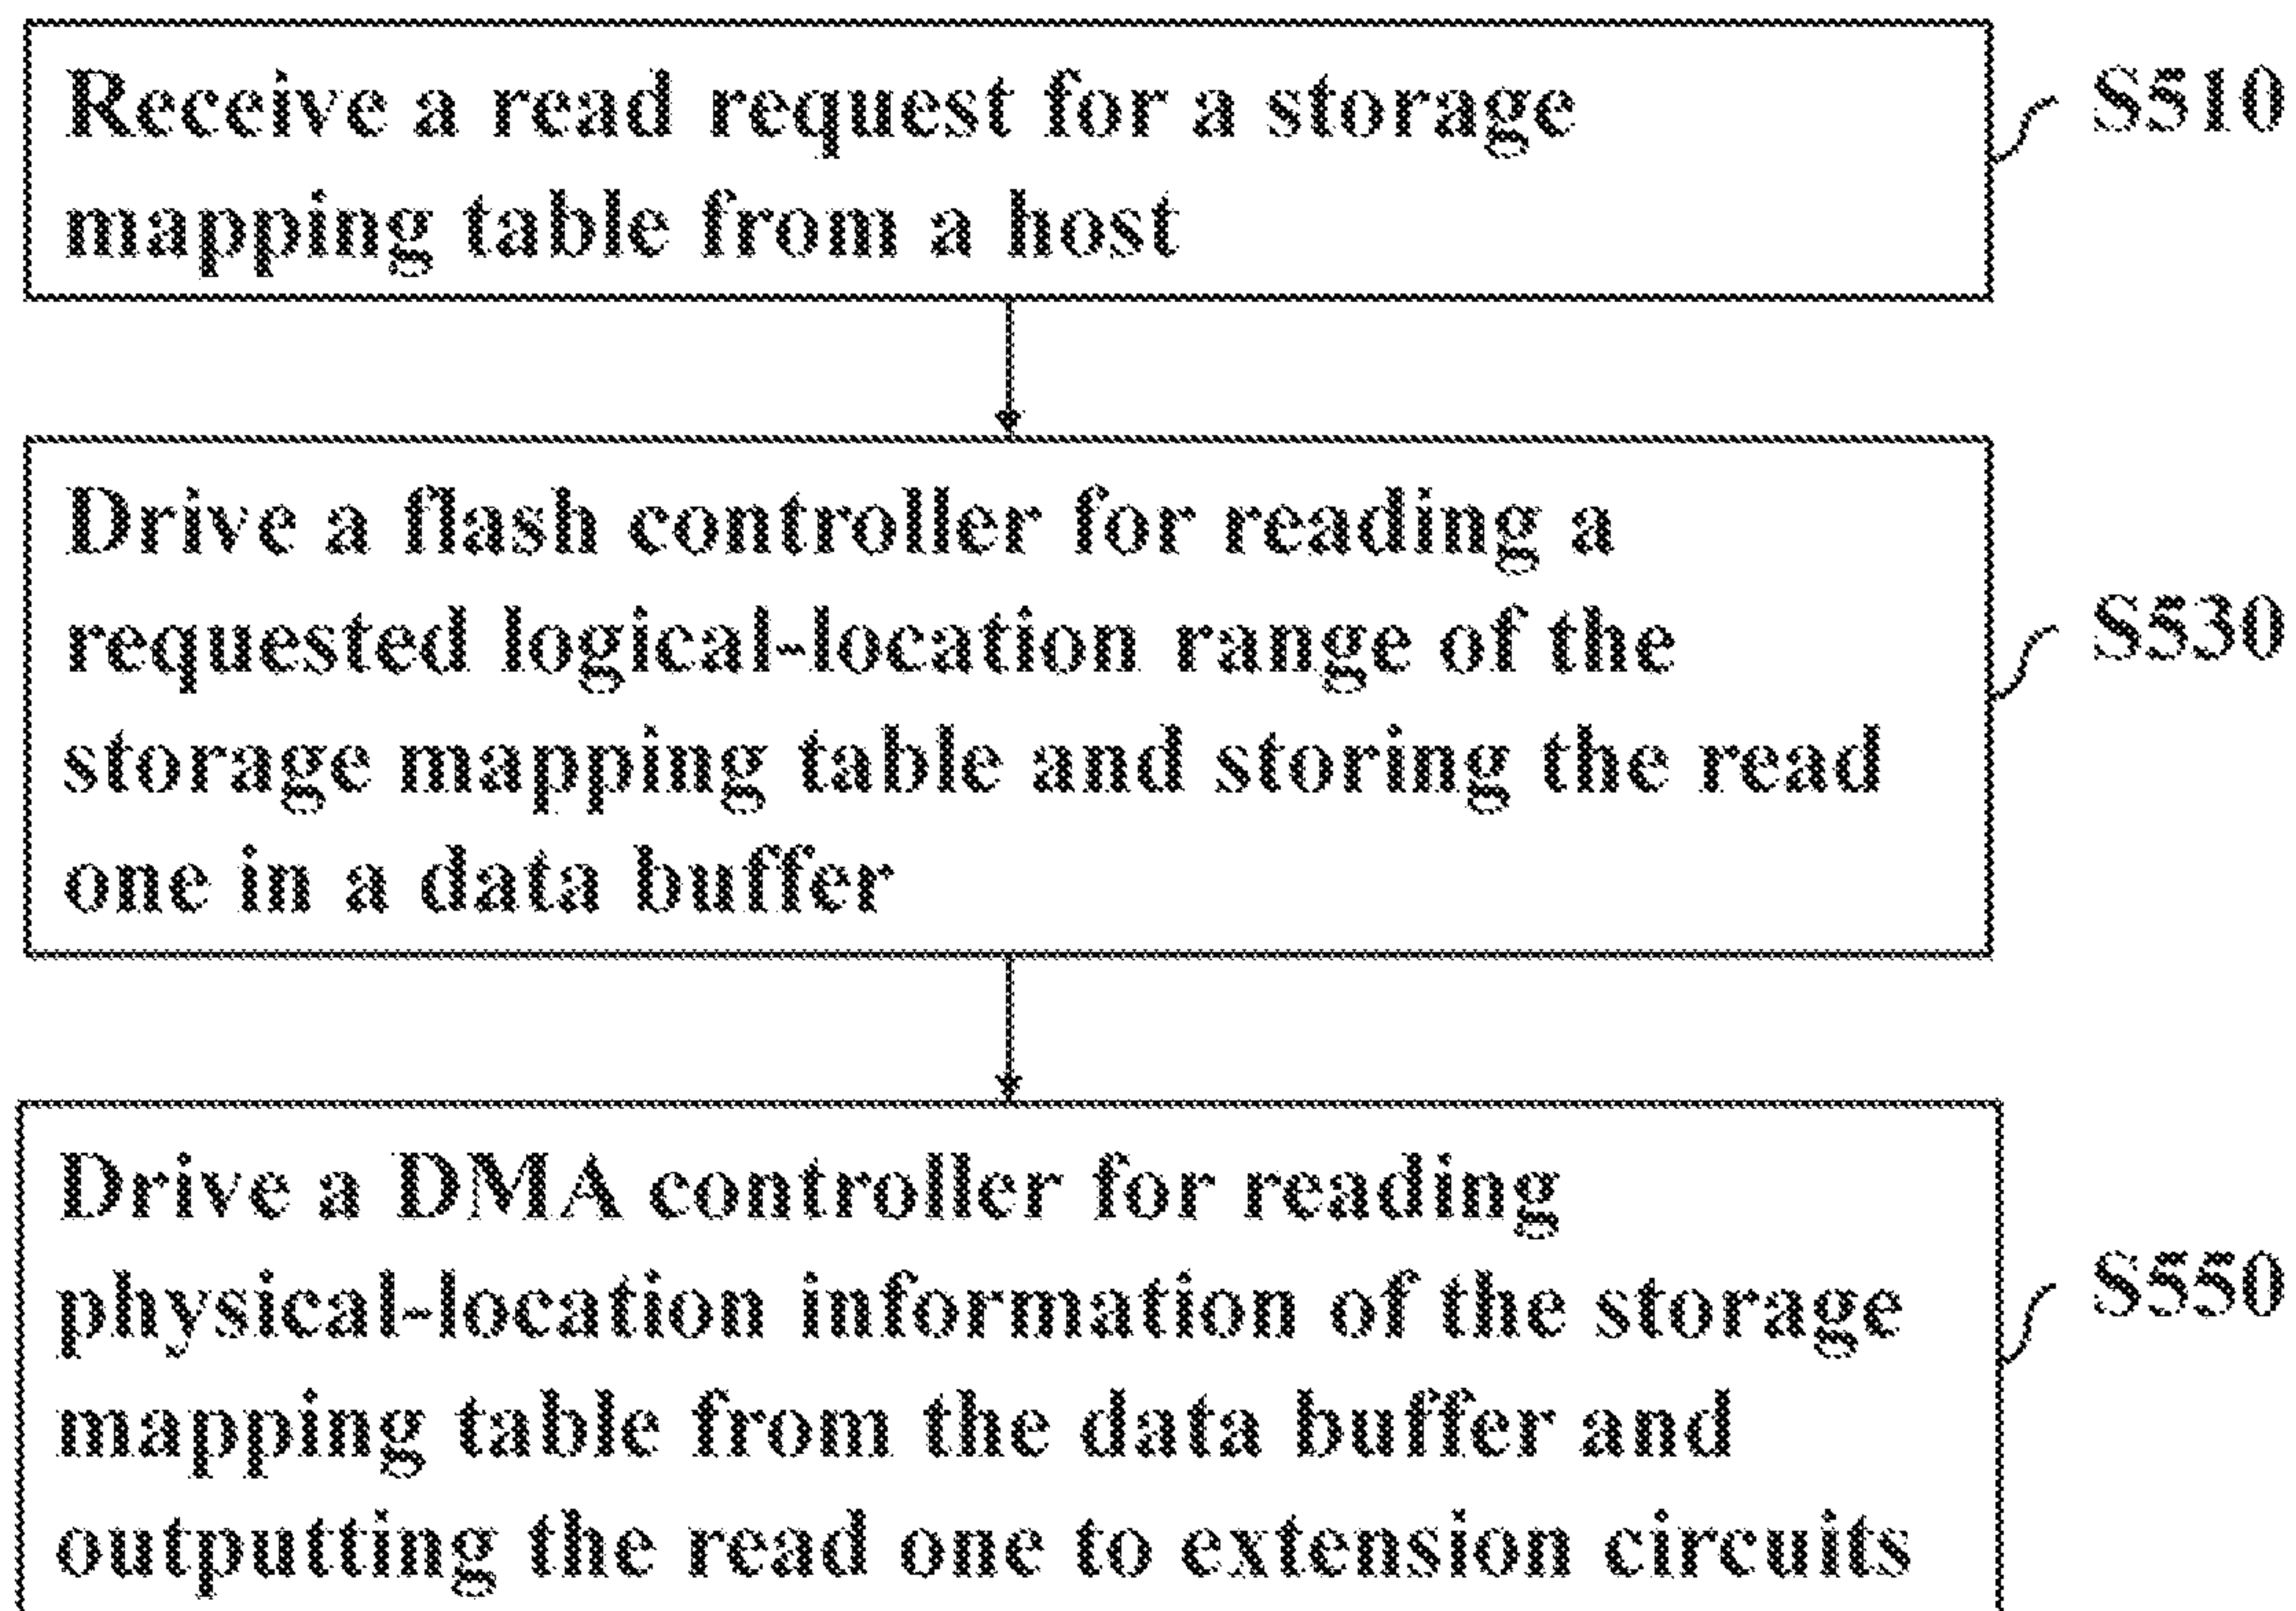 Receive a read request for a storage
mapping table from a host
S510
Drive a flash controller for reading a
requested logical-location range of the
storage mapping table and storing the read
one in a data buffer
S530
Drive a DMA controller for reading
physical-location information of the storage
mapping table from the data buffer and
outputting the read one to extension circuits
S550